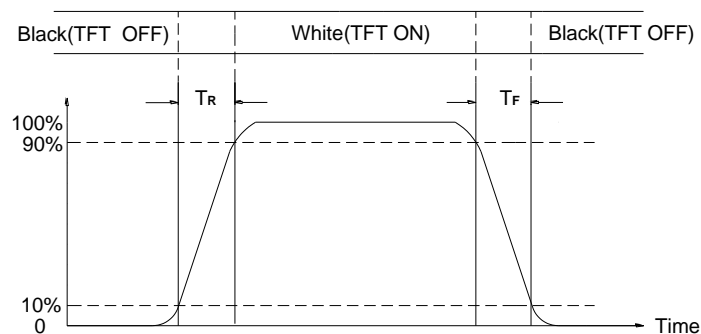 Black(TFT OFF) White(TFT ON) Black(TFT OFF)
TR TF
100%
90%
10%
0
Time